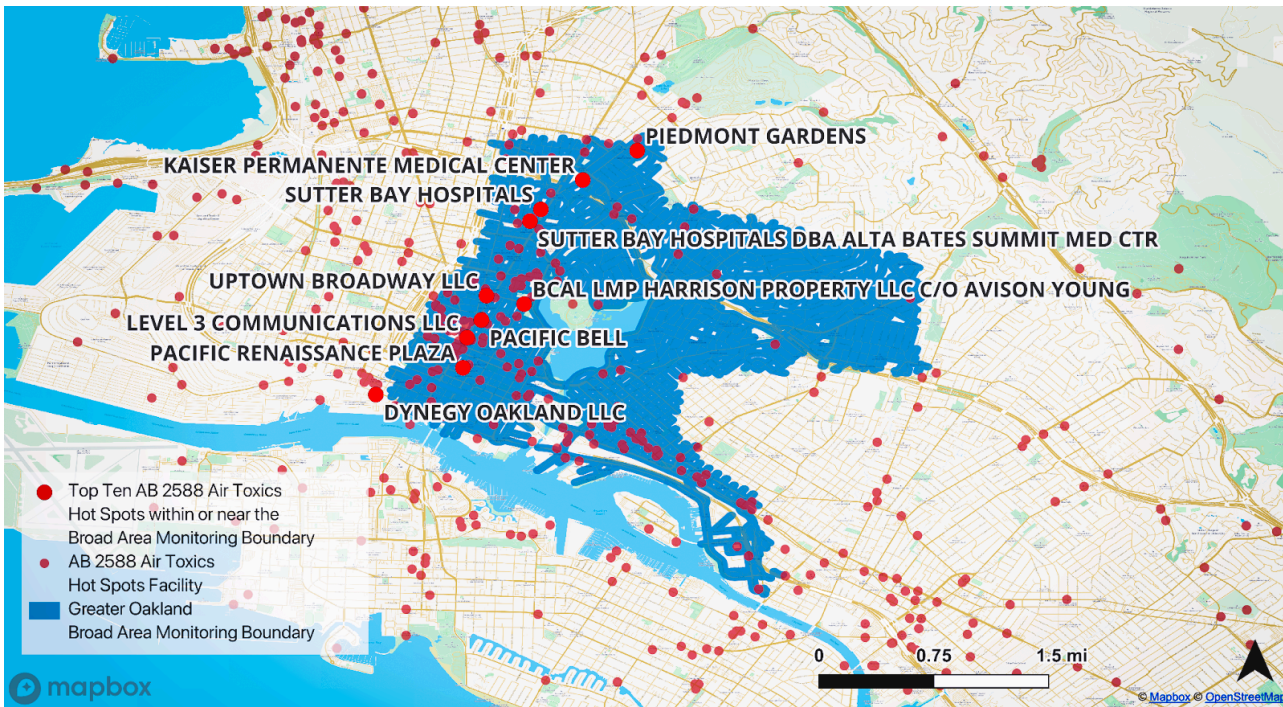 PIEDMONT GARDENS
KAISER PERMANENTE MEDICAL CENTER
SUTTER BAY HOSPITALS
SUTTER BAY HOSPITALS DBA ALTA BATES SUMMIT MED CTR
UPTOWN BROADWAY LLC
BCAL LMP HARRISON PROPERTY LLC C/O AVISON YOUNG
LEVEL 3 COMMUNICATIONS LLC
PACIFIC BELL
PACIFIC RENAISSANCE PLAZA
DYNEGY OAKLAND LLC
Top Ten AB 2588 Air Toxics
Hot Spots within or near the
Broad Area Monitoring Boundary
AB 2588 Air Toxics
Hot Spots Facility
Greater Oakland
Broad Area Monitoring Boundary
0 0.75 1.5 mi
mapbox
© Mapbox © OpenStreetMap